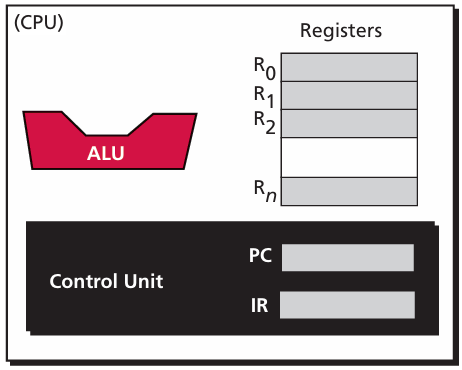 (CPU)
Registers
R0
R1
R2
ALU
Rn
Control Unit
PC
IR